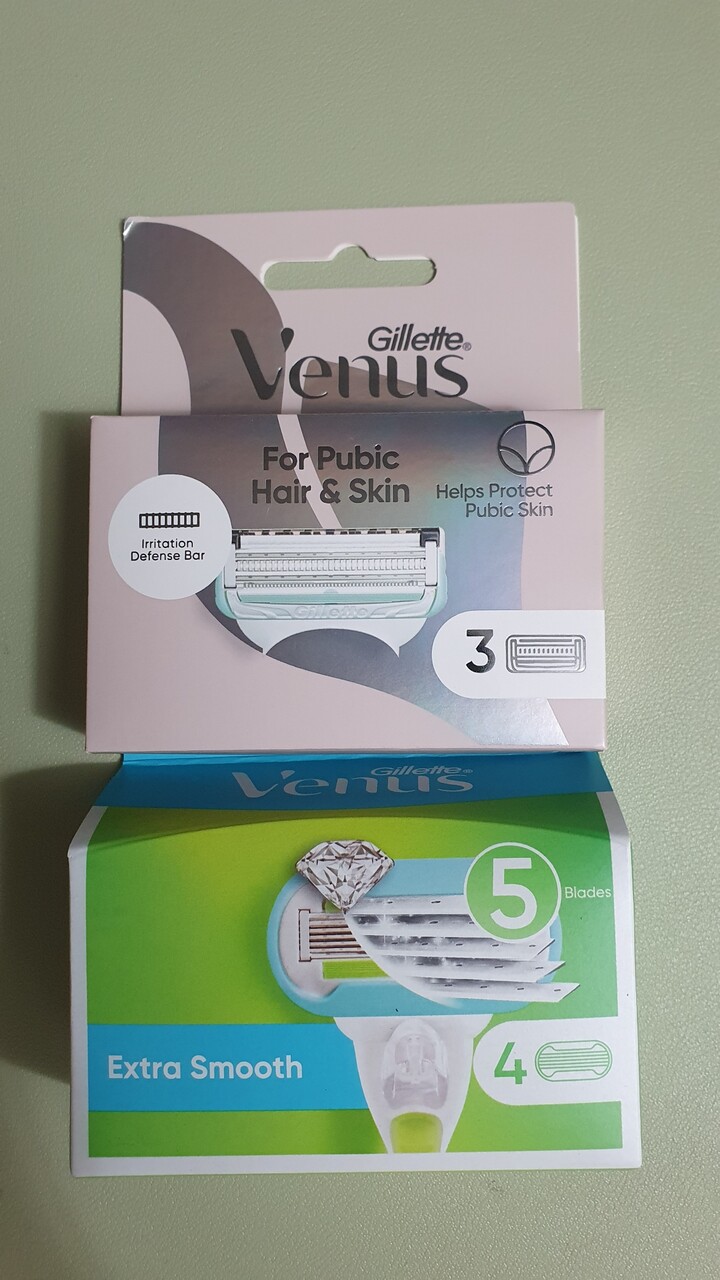 Gillette®
Venus
For Pubic
Hair & Skin
Helps Protect
Pubic Skin
Irritation
Defense Bar
Gillette
3
Gillette®
Venus
5 Blades
Extra Smooth
4